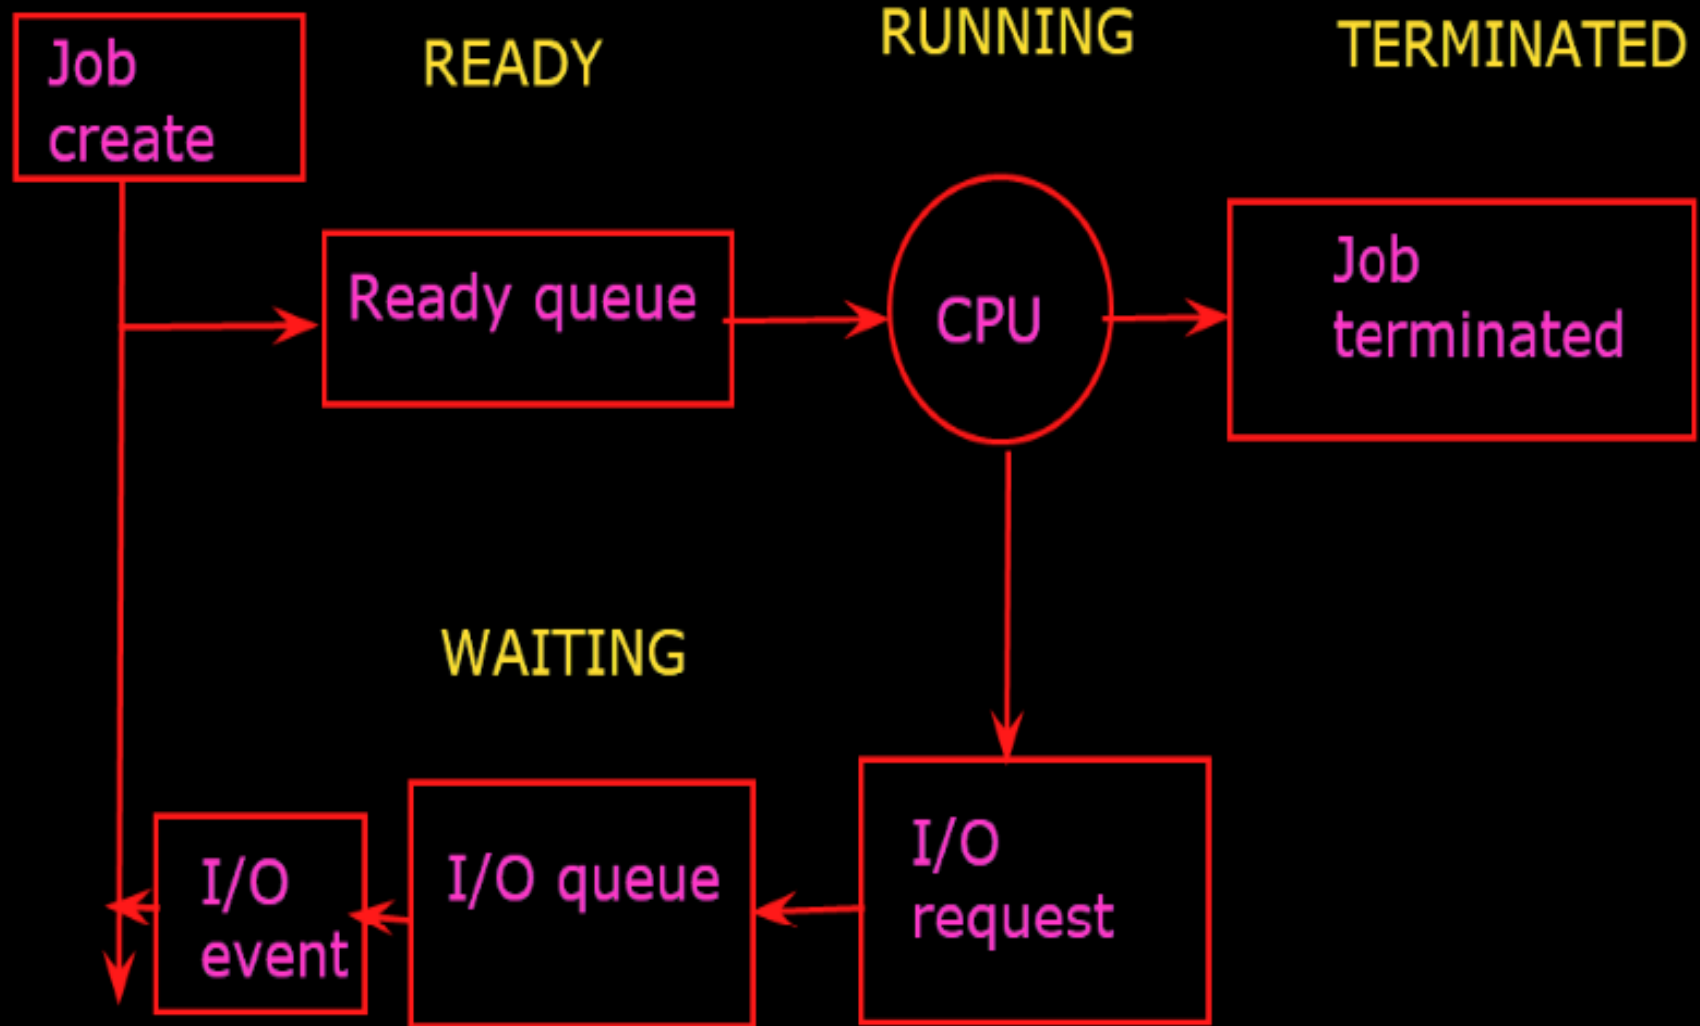 Job
create
READY
RUNNING
TERMINATED
Ready queue
CPU
Job
terminated
WAITING
I/O
event
I/O queue
I/O
request